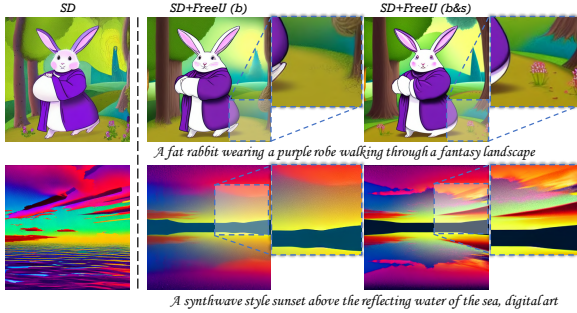 SD
SD+FreeU (b)
SD+FreeU (b&s)
A fat rabbit wearing a purple robe walking through a fantasy landscape
A synthwave style sunset above the reflecting water of the sea, digital art